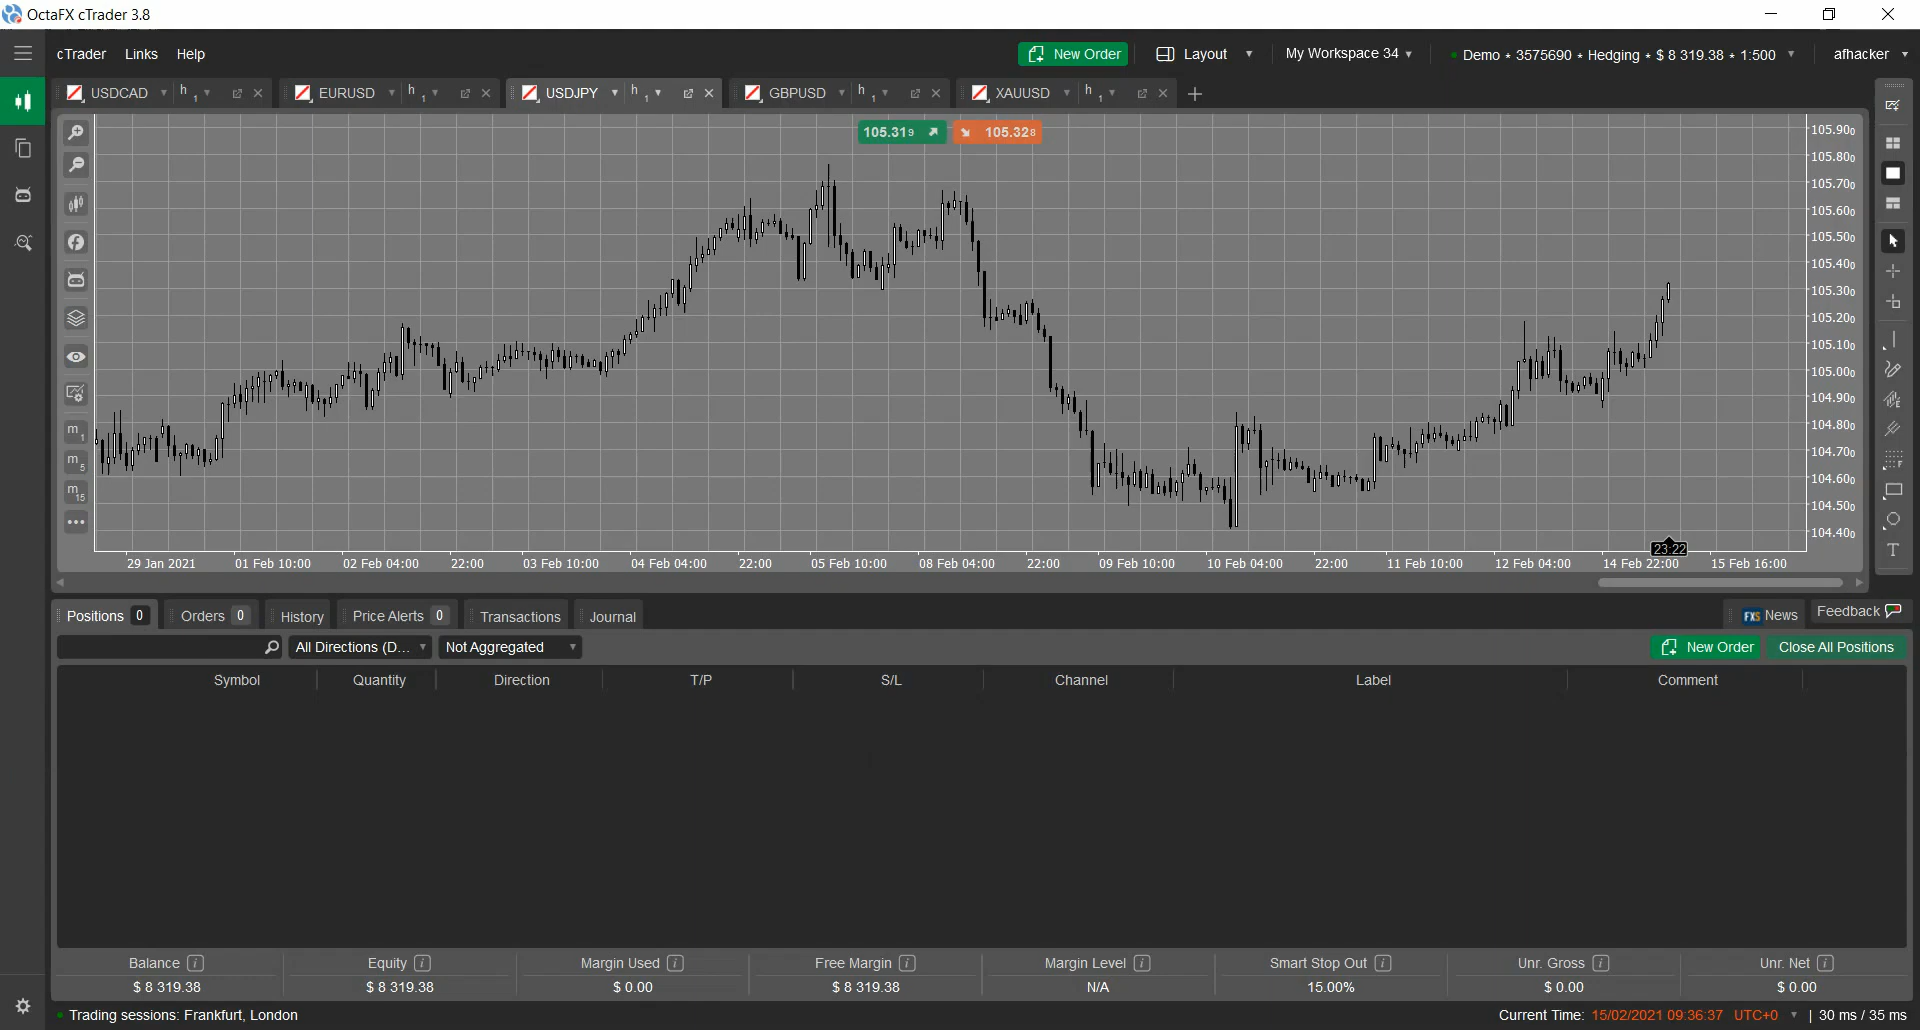 OctaFX cTrader 3.8
cTrader Links Help New Order Layout My Workspace 34 Demo • 3575690 • Hedging • $ 8 319.38 • 1:500 afhacker
USDCAD h1 EURUSD h1 USDJPY h1 GBPUSD h1 XAUUSD h1
105.319 105.328
105.900
105.800
105.700
105.600
105.500
105.400
105.300
105.200
105.100
105.000
104.900
104.800
104.700
104.600
104.500
104.400
m1
m5
m15
23:22
29 Jan 2021 01 Feb 10:00 02 Feb 04:00 22:00 03 Feb 10:00 04 Feb 04:00 22:00 05 Feb 10:00 08 Feb 04:00 22:00 09 Feb 10:00 10 Feb 04:00 22:00 11 Feb 10:00 12 Feb 04:00 14 Feb 22:00 15 Feb 16:00
Positions 0 Orders 0 History Price Alerts 0 Transactions Journal FXS News Feedback
All Directions (D... Not Aggregated New Order Close All Positions
Symbol Quantity Direction T/P S/L Channel Label Comment
Balance Equity Margin Used Free Margin Margin Level Smart Stop Out Unr. Gross Unr. Net
$ 8 319.38 $ 8 319.38 $ 0.00 $ 8 319.38 N/A 15.00% $ 0.00 $ 0.00
Trading sessions: Frankfurt, London Current Time: 15/02/2021 09:36:37 UTC+0 | 30 ms / 35 ms